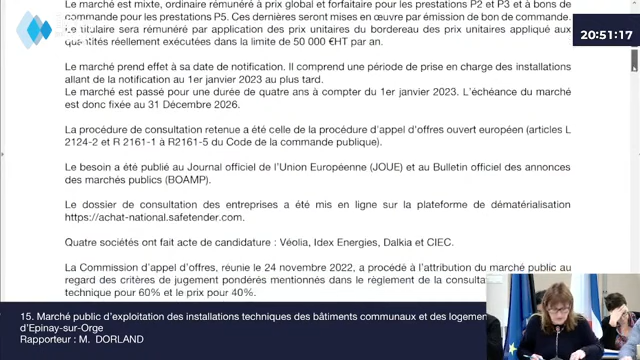 Le marché est mixte, ordinaire rémunéré à prix global et forfaitaire pour les prestations P2 et P3 et à bons de
commande pour les prestations P5. Ces dernières seront mises en œuvre par émission de bon de commande.
Le titulaire sera rémunéré par application des prix unitaires du bordereau des prix unitaires appliqué aux
quantités réellement exécutées dans la limite de 50 000 €HT par an.
20:51:17
Le marché prend effet à sa date de notification. Il comprend une période de prise en charge des installations
allant de la notification au 1er janvier 2023 au plus tard.
Le marché est passé pour une durée de quatre ans à compter du 1er janvier 2023. L'échéance du marché
est donc fixée au 31 Décembre 2026.
La procédure de consultation retenue a été celle de la procédure d'appel d'offres ouvert européen (articles L
2124-2 et R 2161-1 à R2161-5 du Code de la commande publique).
Le besoin a été publié au Journal officiel de l'Union Européenne (JOUE) et au Bulletin officiel des annonces
des marchés publics (BOAMP).
Le dossier de consultation des entreprises a été mis en ligne sur la plateforme de dématérialisation
https://achat-national.safetender.com.
Quatre sociétés ont fait acte de candidature : Véolia, Idex Energies, Dalkia et CIEC.
La Commission d'appel d'offres, réunie le 24 novembre 2022, a procédé à l'attribution du marché public au
regard des critères de jugement pondérés mentionnés dans le règlement de la
technique pour 60% et le prix pour 40%.
15. Marché public d'exploitation des installations techniques des bâtiments communaux et des
d'Epinay-sur-Orge
Rapporteur : M. DORLAND